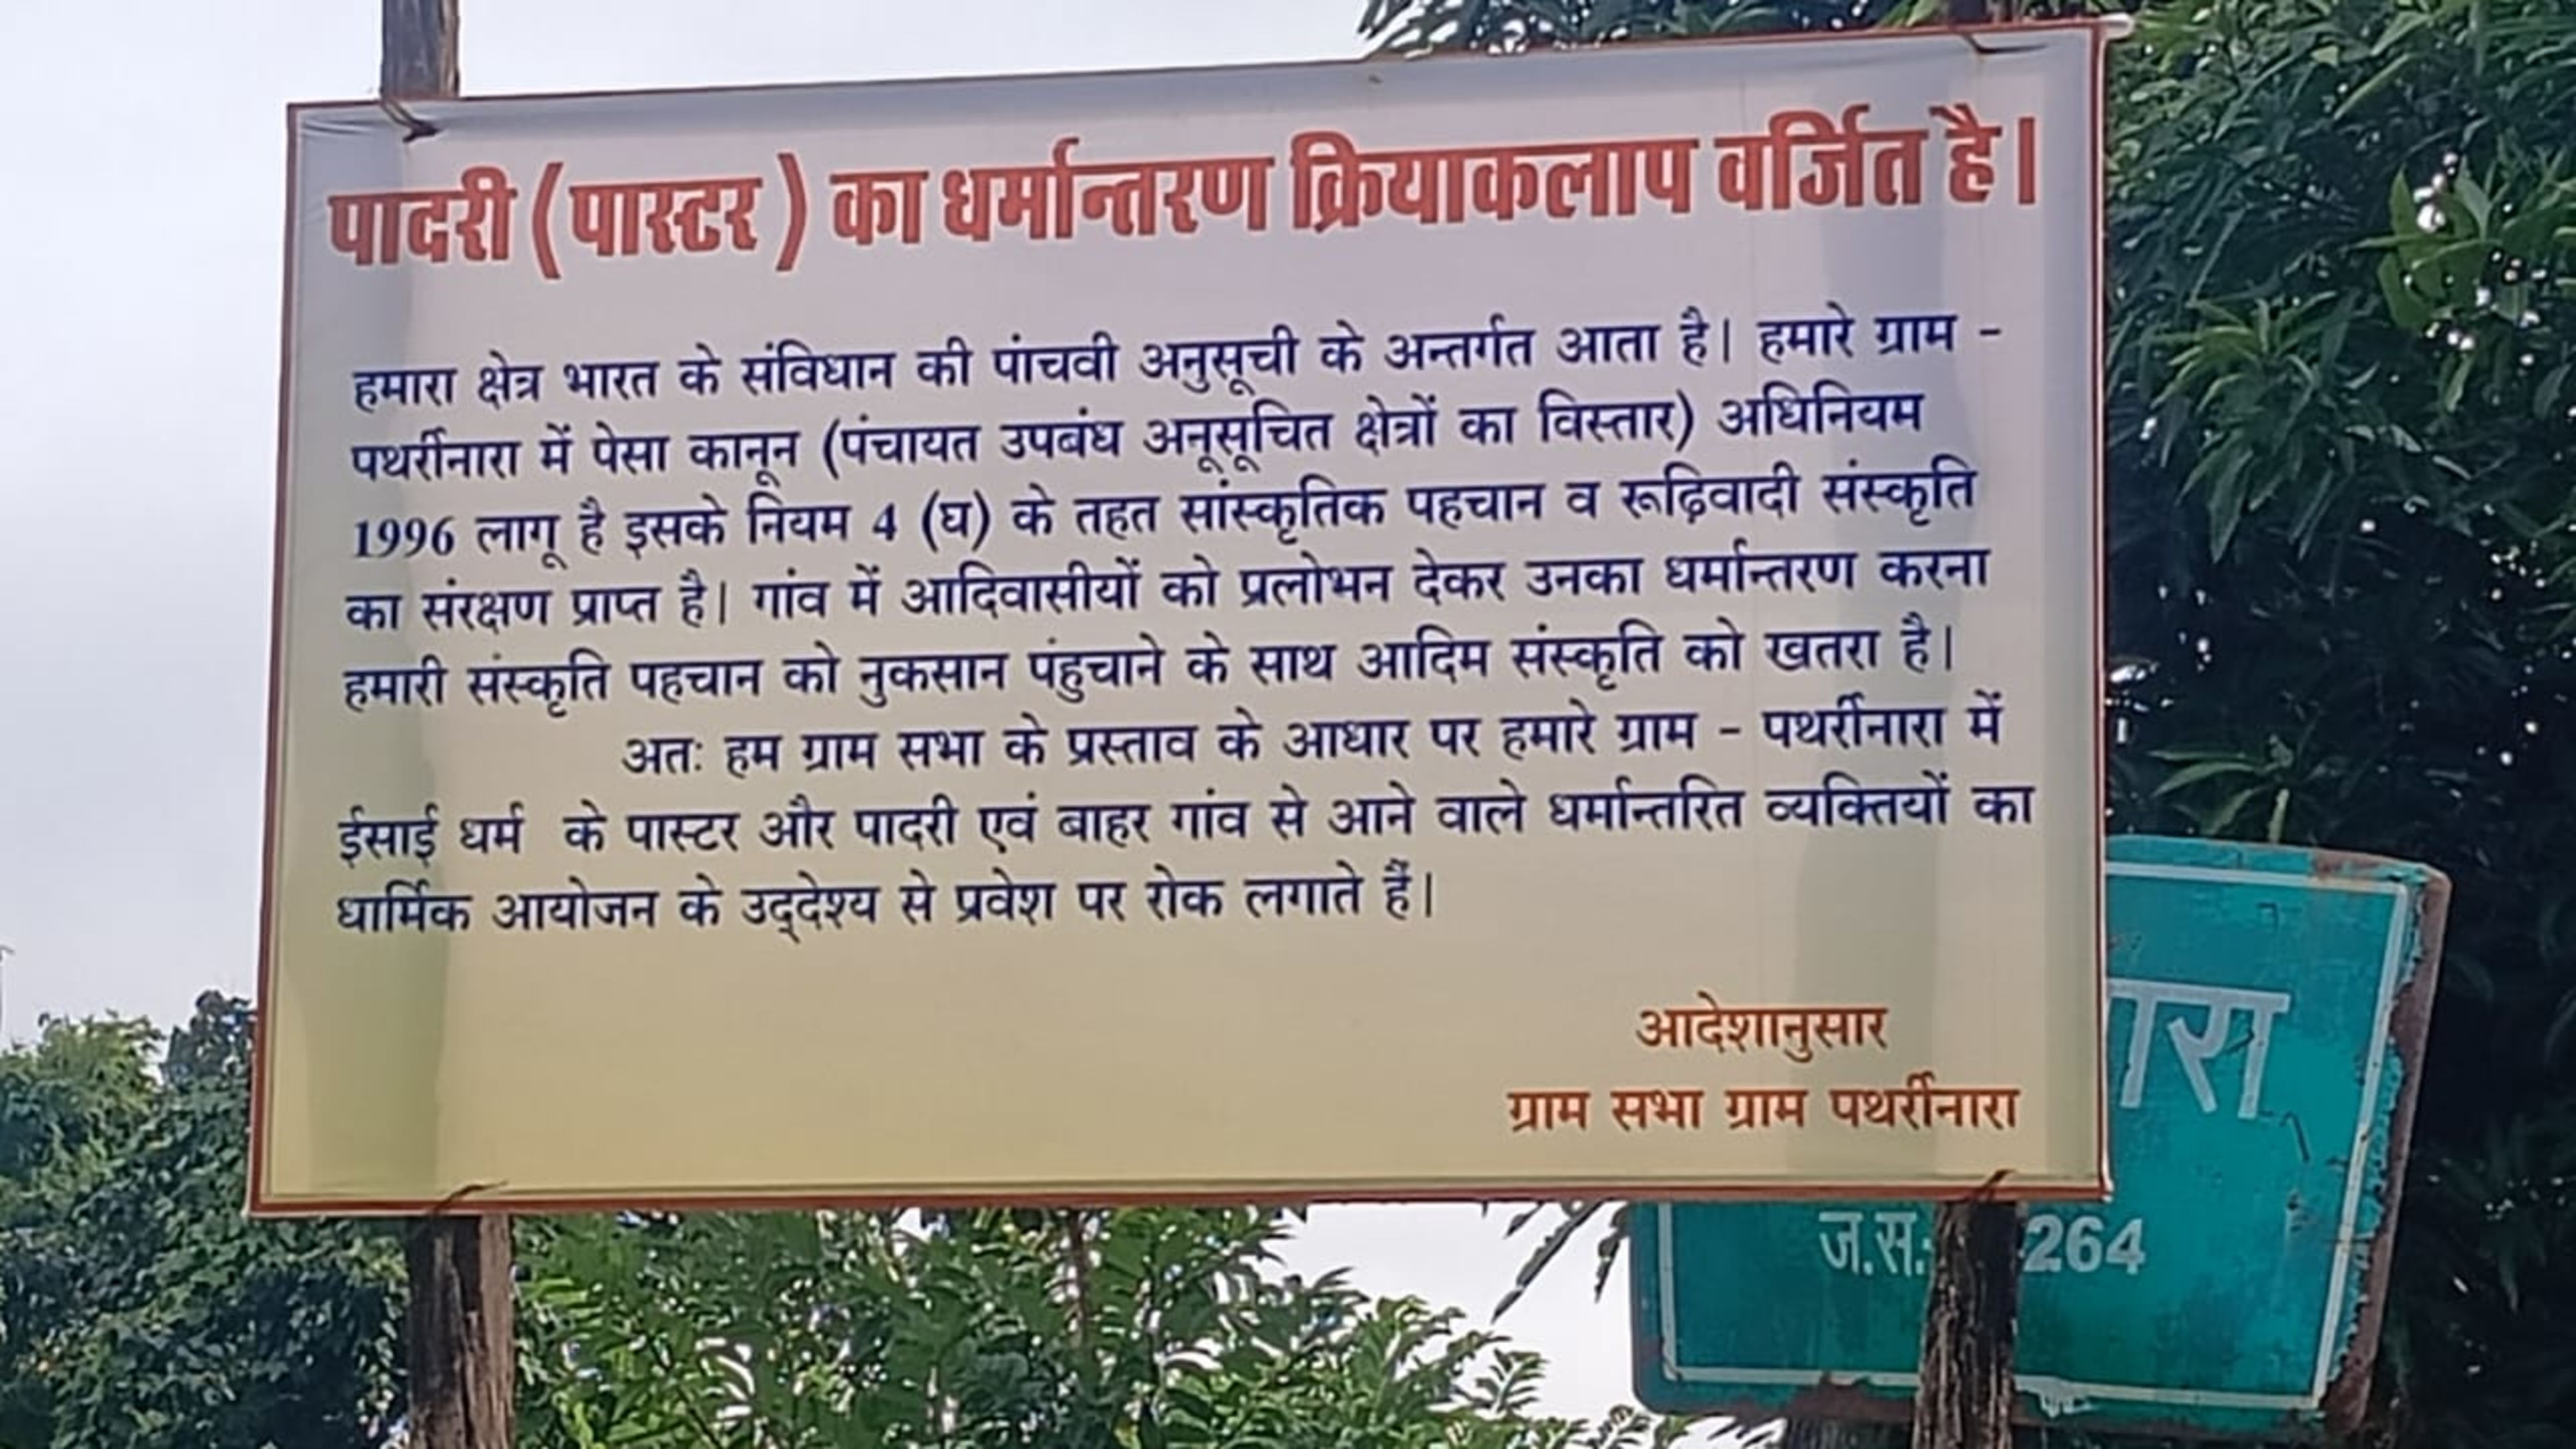 पादरी (पास्टर) का धर्मान्तरण क्रियाकलाप वर्जित है।
हमारा क्षेत्र भारत के संविधान की पांचवी अनुसूची के अन्तर्गत आता है। हमारे ग्राम -
पथर्रीनारा में पेसा कानून (पंचायत उपबंध अनूसूचित क्षेत्रों का विस्तार) अधिनियम
1996 लागू है इसके नियम 4 (घ) के तहत सांस्कृतिक पहचान व रूढ़िवादी संस्कृति
का संरक्षण प्राप्त है। गांव में आदिवासीयों को प्रलोभन देकर उनका धर्मान्तरण करना
हमारी संस्कृति पहचान को नुकसान पंहुचाने के साथ आदिम संस्कृति को खतरा है।
अतः हम ग्राम सभा के प्रस्ताव के आधार पर हमारे ग्राम - पथर्रीनारा में
ईसाई धर्म के पास्टर और पादरी एवं बाहर गांव से आने वाले धर्मान्तरित व्यक्तियों का
धार्मिक आयोजन के उद्देश्य से प्रवेश पर रोक लगाते हैं।
आदेशानुसार
ग्राम सभा ग्राम पथर्रीनारा
ज.स. 264